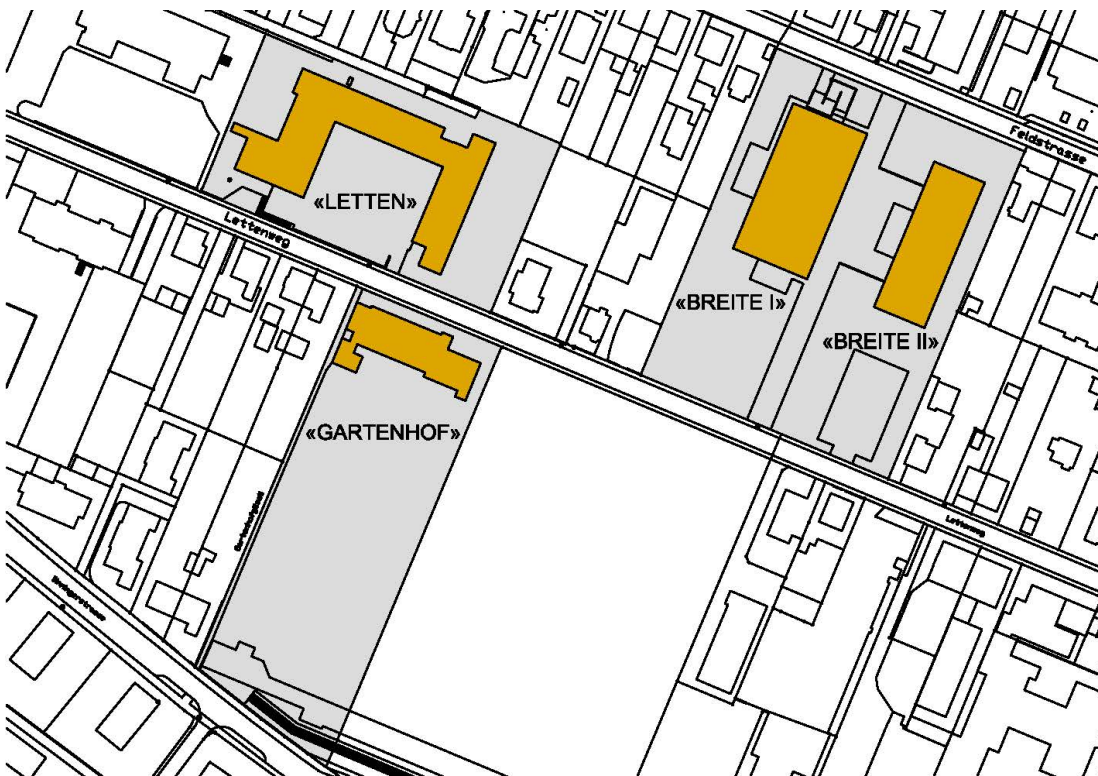 Feldstrasse
«LETTEN»
Lettenweg
«BREITE I»
«BREITE II»
«GARTENHOF»
Lettenweg